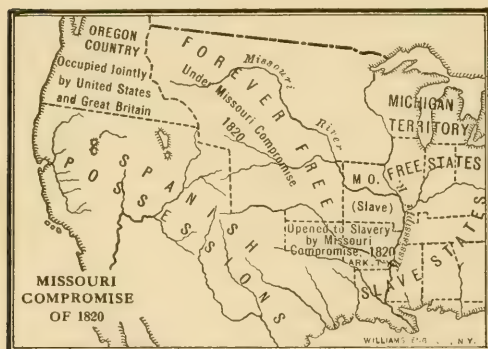 OREGON
COUNTRY
Occupied Jointly
by United States
and Great Britain
FOREVER FREE
Under Missouri Compromise
1820
Missouri
River
MICHIGAN
TERRITORY
FREE STATES
M O.
(Slave)
Opened to Slavery
by Missouri
Compromise, 1820
ARK.
Mississippi
R.
SLAVE STATES
SPANISH
POSSESSIONS
MISSOURI
COMPROMISE
OF 1820
WILLIAMS
N.Y.